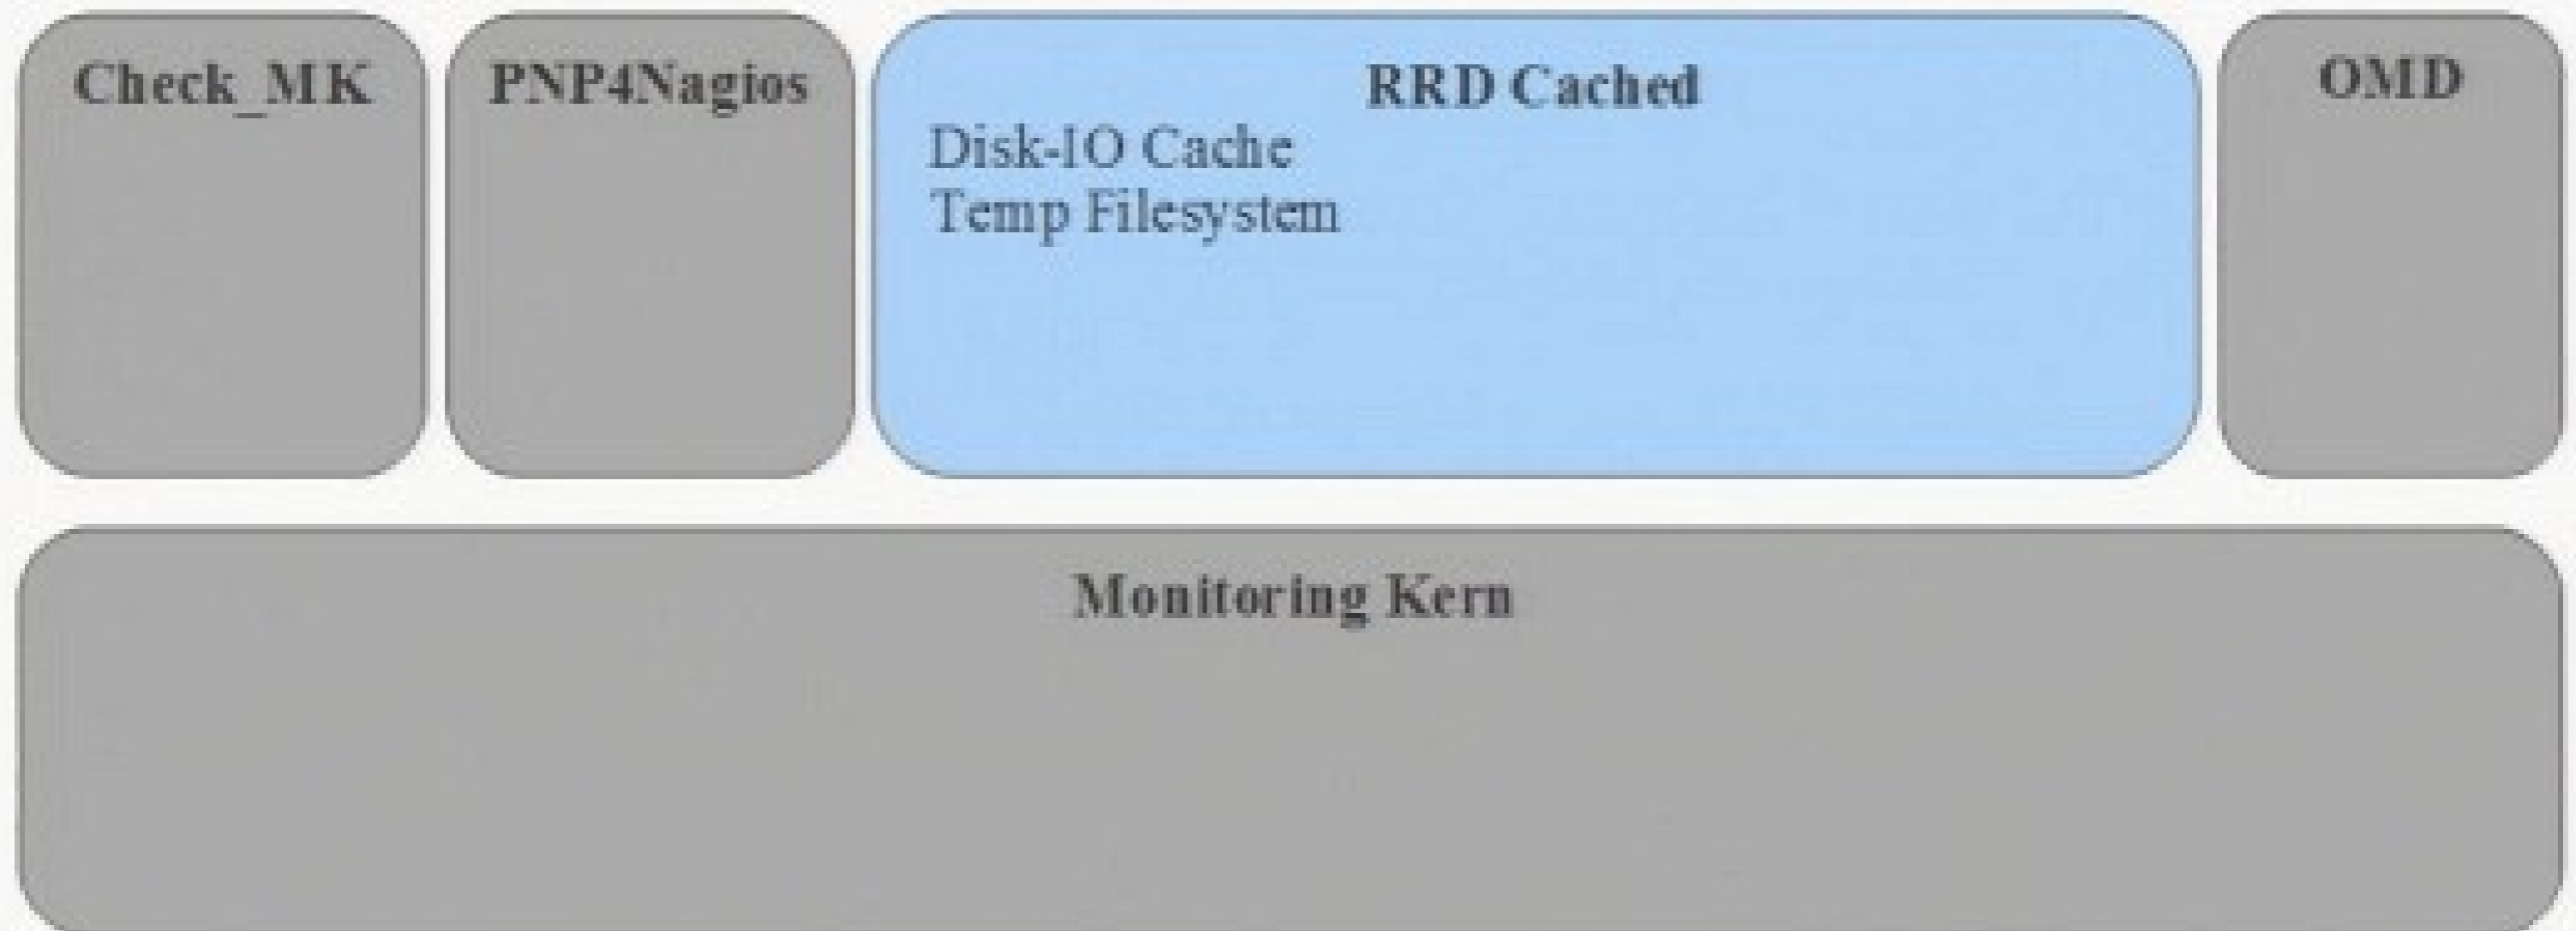 Check_MK
PNP4Nagios
RRD Cached
Disk-IO Cache
Temp Filesystem
OMD
Monitoring Kern